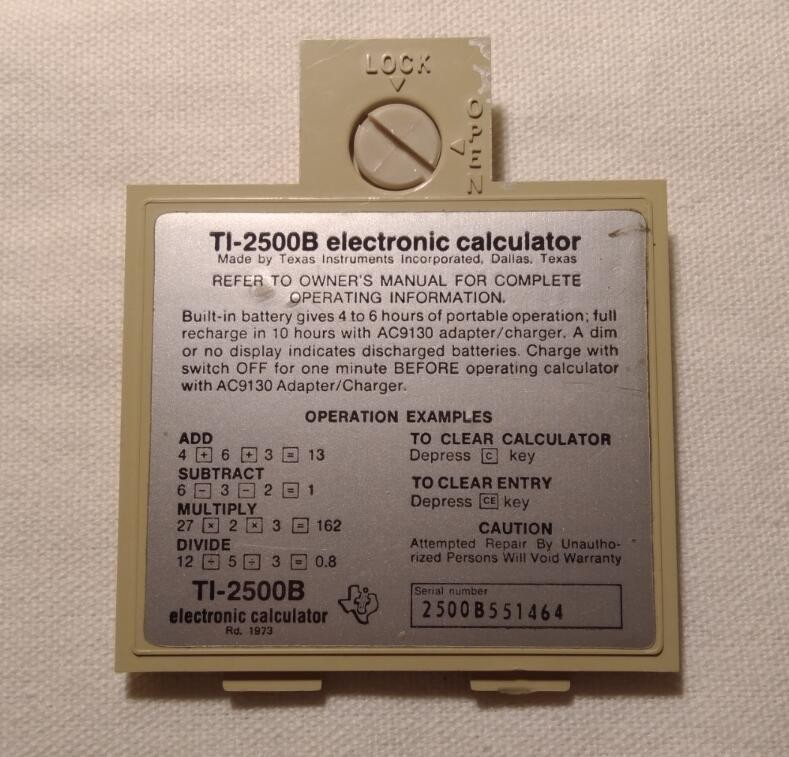 LOCK
OPEN
TI-2500B electronic calculator
Made by Texas Instruments Incorporated, Dallas, Texas
REFER TO OWNER'S MANUAL FOR COMPLETE
OPERATING INFORMATION.
Built-in battery gives 4 to 6 hours of portable operation; full
recharge in 10 hours with AC9130 adapter/charger. A dim
or no display indicates discharged batteries. Charge with
switch OFF for one minute BEFORE operating calculator
with AC9130 Adapter/Charger.
OPERATION EXAMPLES
ADD
4 + 6 + 3 = 13
SUBTRACT
6 − 3 − 2 = 1
MULTIPLY
27 × 2 × 3 = 162
DIVIDE
12 ÷ 5 ÷ 3 = 0.8
TO CLEAR CALCULATOR
Depress C key
TO CLEAR ENTRY
Depress CE key
CAUTION
Attempted Repair By Unautho-
rized Persons Will Void Warranty
TI-2500B
electronic calculator
Rd. 1973
Serial number
2500B551464